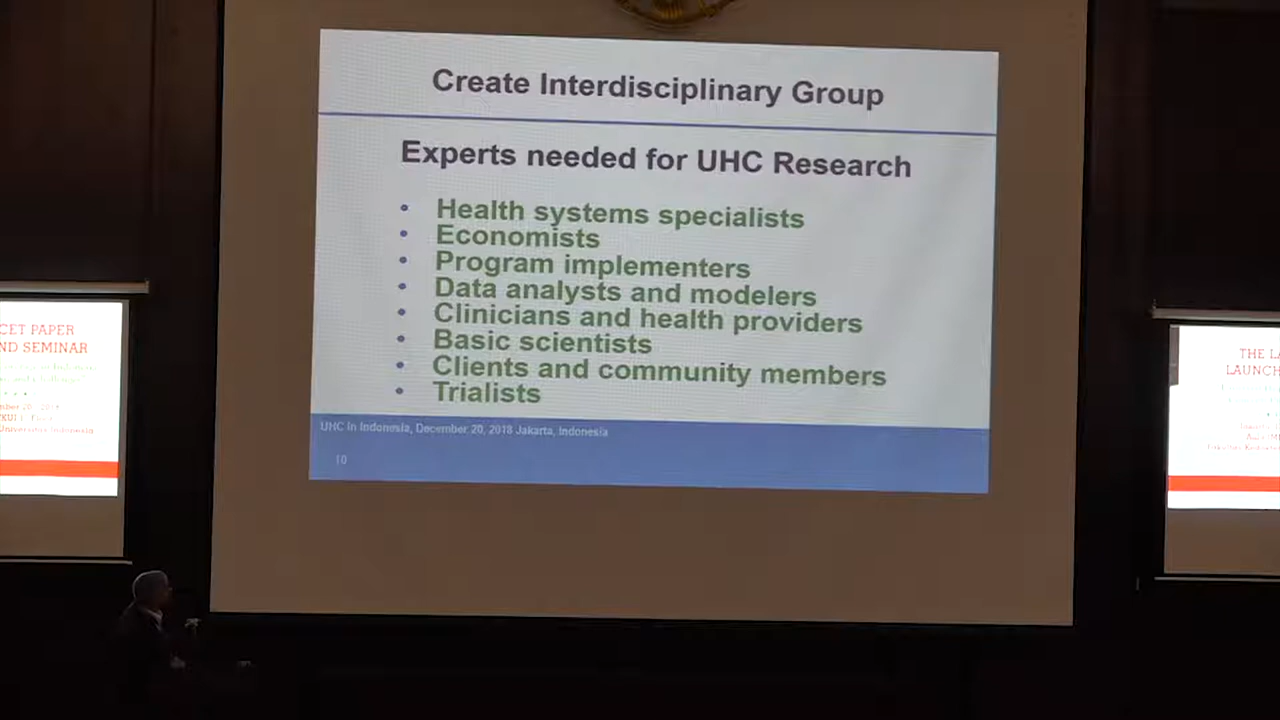 Create Interdisciplinary Group
Experts needed for UHC Research
• Health systems specialists
• Economists
• Program implementers
• Data analysts and modelers
• Clinicians and health providers
• Basic scientists
• Clients and community members
• Trialists
UHC in Indonesia, December 20, 2018 Jakarta, Indonesia
10
CET PAPER
ND SEMINAR
Universitas Indonesia
THE LA
LAUNCH